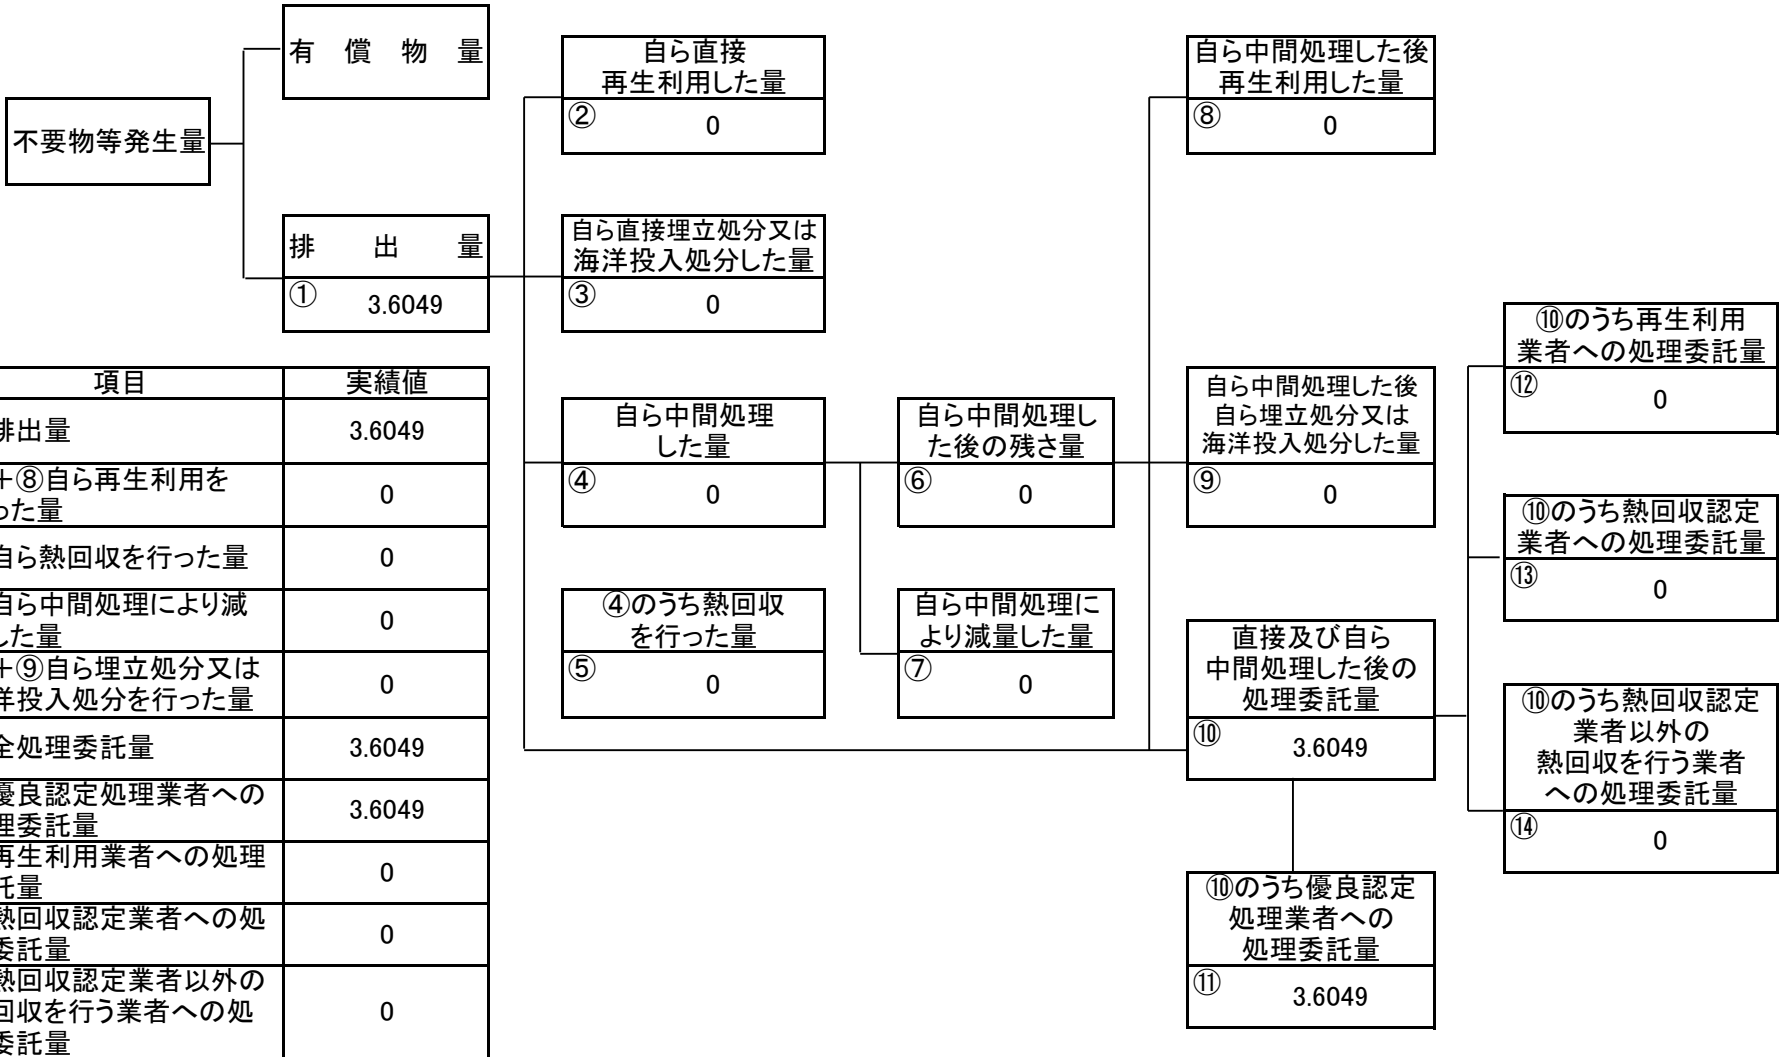 有償物量
不要物等発生量
排出量
① 3.6049
自ら直接
再生利用した量
② 0
自ら直接埋立処分又は
海洋投入処分した量
③ 0
自ら中間処理
した量
④ 0
④のうち熱回収
を行った量
⑤ 0
自ら中間処理し
た後の残さ量
⑥ 0
自ら中間処理に
より減量した量
⑦ 0
自ら中間処理した後
再生利用した量
⑧ 0
自ら中間処理した後
自ら埋立処分又は
海洋投入処分した量
⑨ 0
直接及び自ら
中間処理した後の
処理委託量
⑩ 3.6049
⑩のうち優良認定
処理業者への
処理委託量
⑪ 3.6049
⑩のうち再生利用
業者への処理委託量
⑫ 0
⑩のうち熱回収認定
業者への処理委託量
⑬ 0
⑩のうち熱回収認定
業者以外の
熱回収を行う業者
への処理委託量
⑭ 0
項目 実績値
排出量 3.6049
+⑧自ら再生利用を
った量 0
自ら熱回収を行った量 0
自ら中間処理により減
した量 0
+⑨自ら埋立処分又は
洋投入処分を行った量 0
全処理委託量 3.6049
優良認定処理業者への
理委託量 3.6049
再生利用業者への処理
託量 0
熱回収認定業者への処
委託量 0
熱回収認定業者以外の
回収を行う業者への処
委託量 0